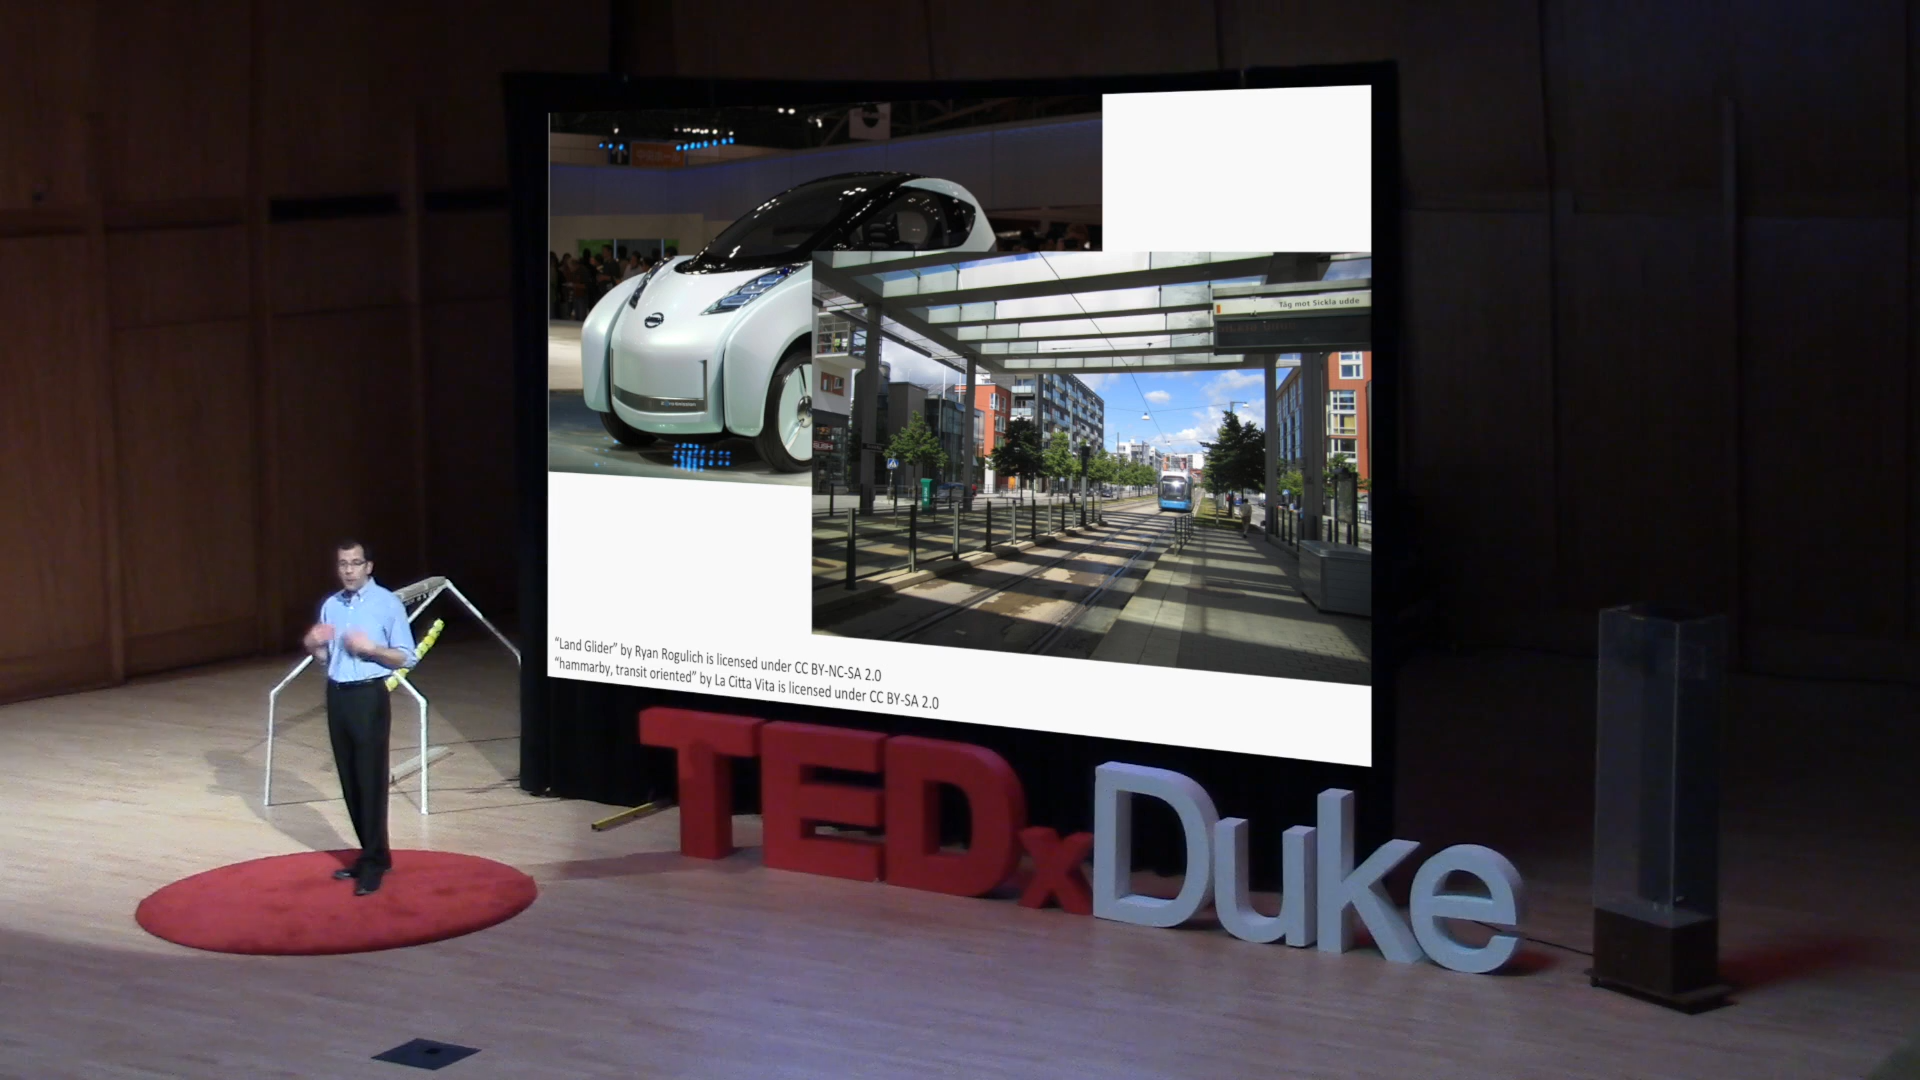 Tåg mot Sickla udde
"Land Glider" by Ryan Rogulich is licensed under CC BY-NC-SA 2.0
"hammarby, transit oriented" by La Citta Vita is licensed under CC BY-SA 2.0
TEDxDuke